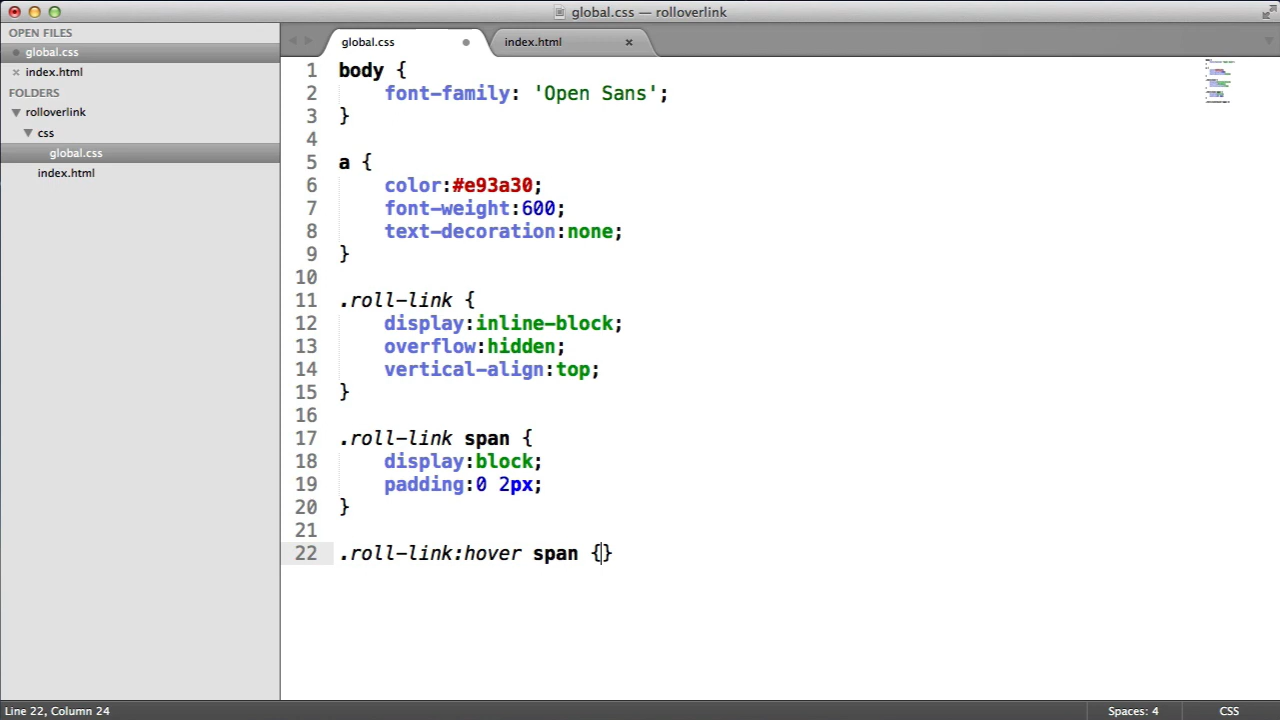 global.css — rolloverlink
OPEN FILES
global.css
index.html
FOLDERS
rolloverlink
css
global.css
index.html
global.css
index.html
1 body {
2 font-family: 'Open Sans';
3 }
4
5 a {
6 color:#e93a30;
7 font-weight:600;
8 text-decoration:none;
9 }
10
11 .roll-link {
12 display:inline-block;
13 overflow:hidden;
14 vertical-align:top;
15 }
16
17 .roll-link span {
18 display:block;
19 padding:0 2px;
20 }
21
22 .roll-link:hover span {}
Line 22, Column 24
Spaces: 4
CSS